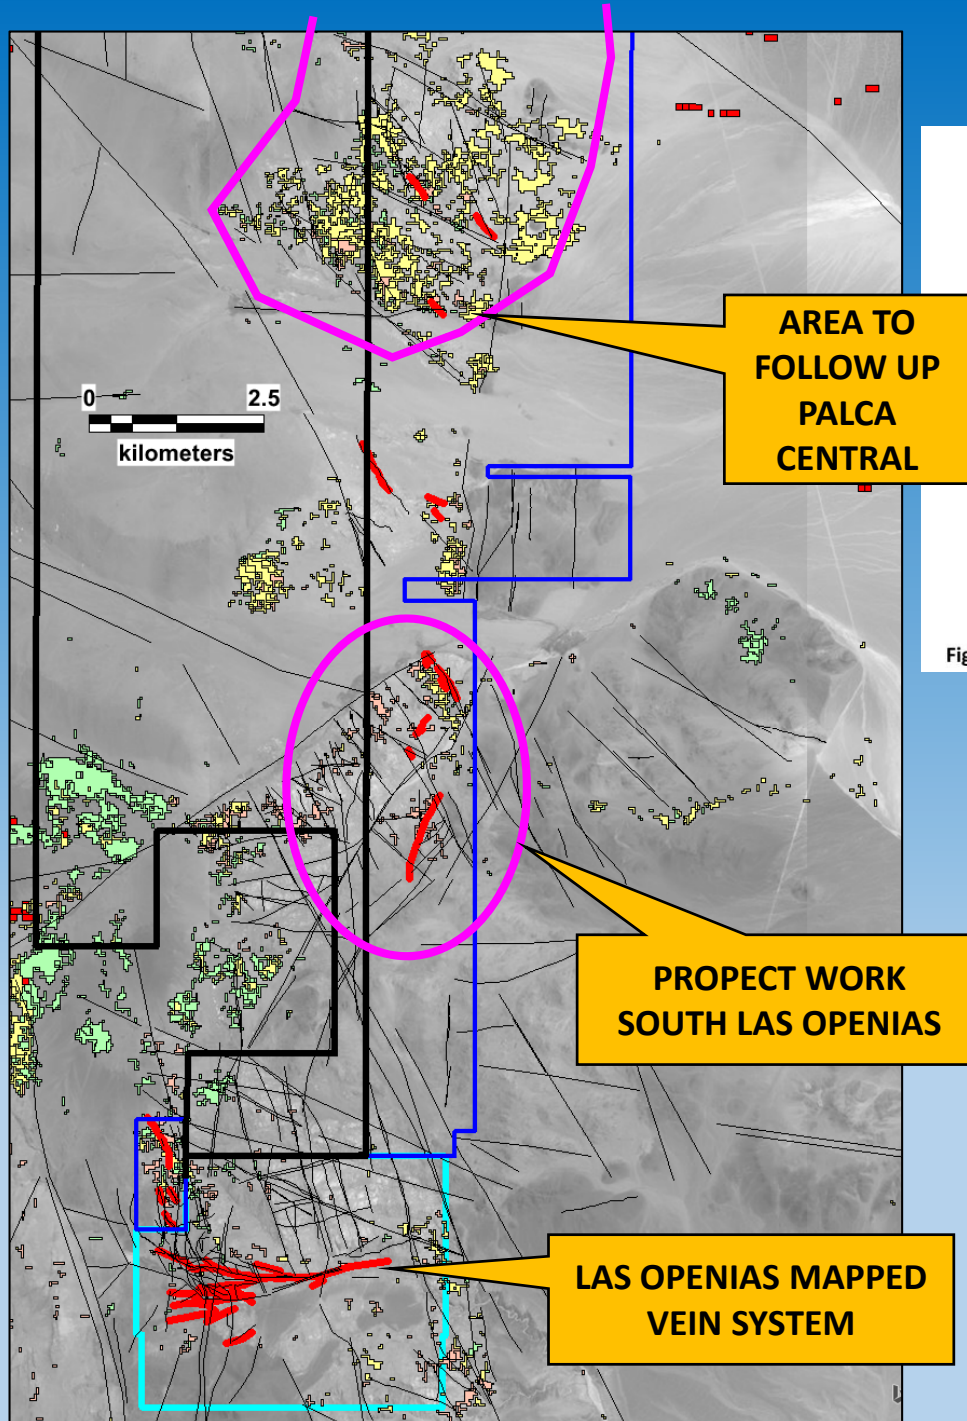 AREA TO
FOLLOW UP
PALCA
CENTRAL
0 2.5
kilometers
Fig
PROPECT WORK
SOUTH LAS OPENIAS
LAS OPENIAS MAPPED
VEIN SYSTEM